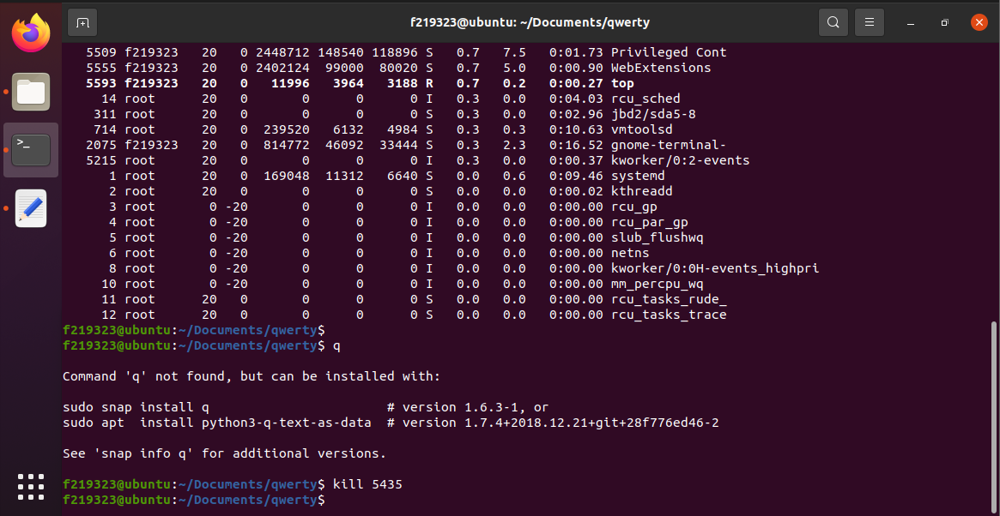 f219323@ubuntu: ~/Documents/qwerty
5509 f219323 20 0 2448712 148540 118896 S 0.7 7.5 0:01.73 Privileged Cont
5555 f219323 20 0 2402124 99000 80020 S 0.7 5.0 0:00.90 WebExtensions
5593 f219323 20 0 11996 3964 3188 R 0.7 0.2 0:00.27 top
14 root 20 0 0 0 0 I 0.3 0.0 0:04.03 rcu_sched
311 root 20 0 0 0 0 S 0.3 0.0 0:02.96 jbd2/sda5-8
714 root 20 0 239520 6132 4984 S 0.3 0.3 0:10.63 vmtoolsd
2075 f219323 20 0 814772 46092 33444 S 0.3 2.3 0:16.52 gnome-terminal-
5215 root 20 0 0 0 0 I 0.3 0.0 0:00.37 kworker/0:2-events
1 root 20 0 169048 11312 6640 S 0.0 0.6 0:09.46 systemd
2 root 20 0 0 0 0 S 0.0 0.0 0:00.02 kthreadd
3 root 0 -20 0 0 0 I 0.0 0.0 0:00.00 rcu_gp
4 root 0 -20 0 0 0 I 0.0 0.0 0:00.00 rcu_par_gp
5 root 0 -20 0 0 0 I 0.0 0.0 0:00.00 slub_flushwq
6 root 0 -20 0 0 0 I 0.0 0.0 0:00.00 netns
8 root 0 -20 0 0 0 I 0.0 0.0 0:00.00 kworker/0:0H-events_highpri
10 root 0 -20 0 0 0 I 0.0 0.0 0:00.00 mm_percpu_wq
11 root 20 0 0 0 0 S 0.0 0.0 0:00.00 rcu_tasks_rude_
12 root 20 0 0 0 0 S 0.0 0.0 0:00.00 rcu_tasks_trace
f219323@ubuntu:~/Documents/qwerty$
f219323@ubuntu:~/Documents/qwerty$ q
Command 'q' not found, but can be installed with:
sudo snap install q # version 1.6.3-1, or
sudo apt install python3-q-text-as-data # version 1.7.4+2018.12.21+git+28f776ed46-2
See 'snap info q' for additional versions.
f219323@ubuntu:~/Documents/qwerty$ kill 5435
f219323@ubuntu:~/Documents/qwerty$